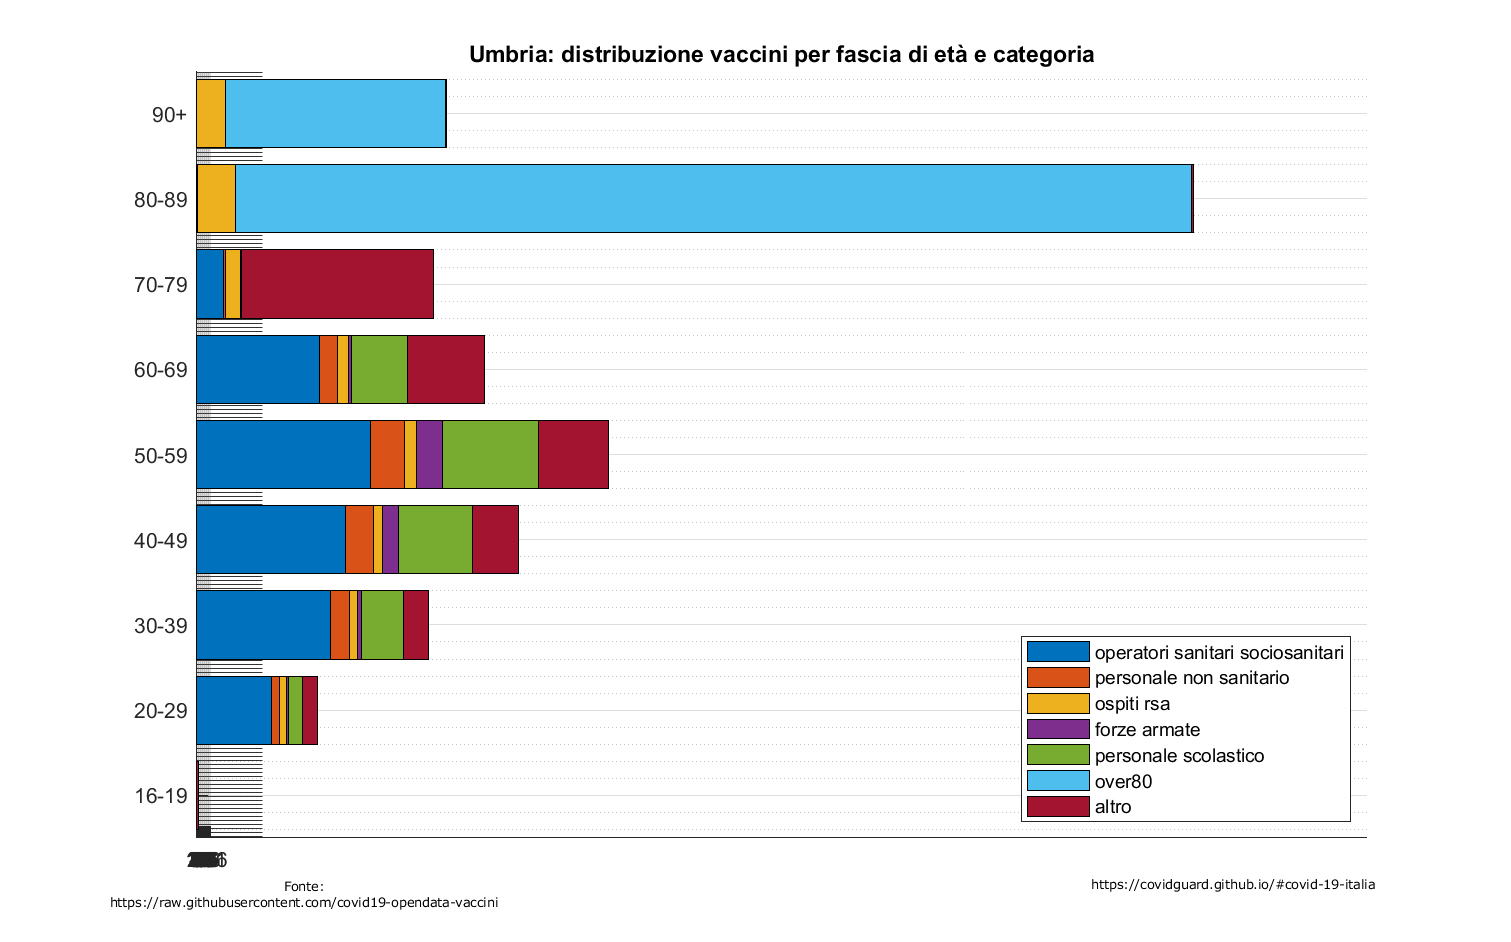 Umbria: distribuzione vaccini per fascia di età e categoria
90+
80-89
70-79
60-69
50-59
40-49
30-39
20-29
16-19
operatori sanitari sociosanitari
personale non sanitario
ospiti rsa
forze armate
personale scolastico
over80
altro
Fonte:
https://raw.githubusercontent.com/covid19-opendata-vaccini
https://covidguard.github.io/#covid-19-italia